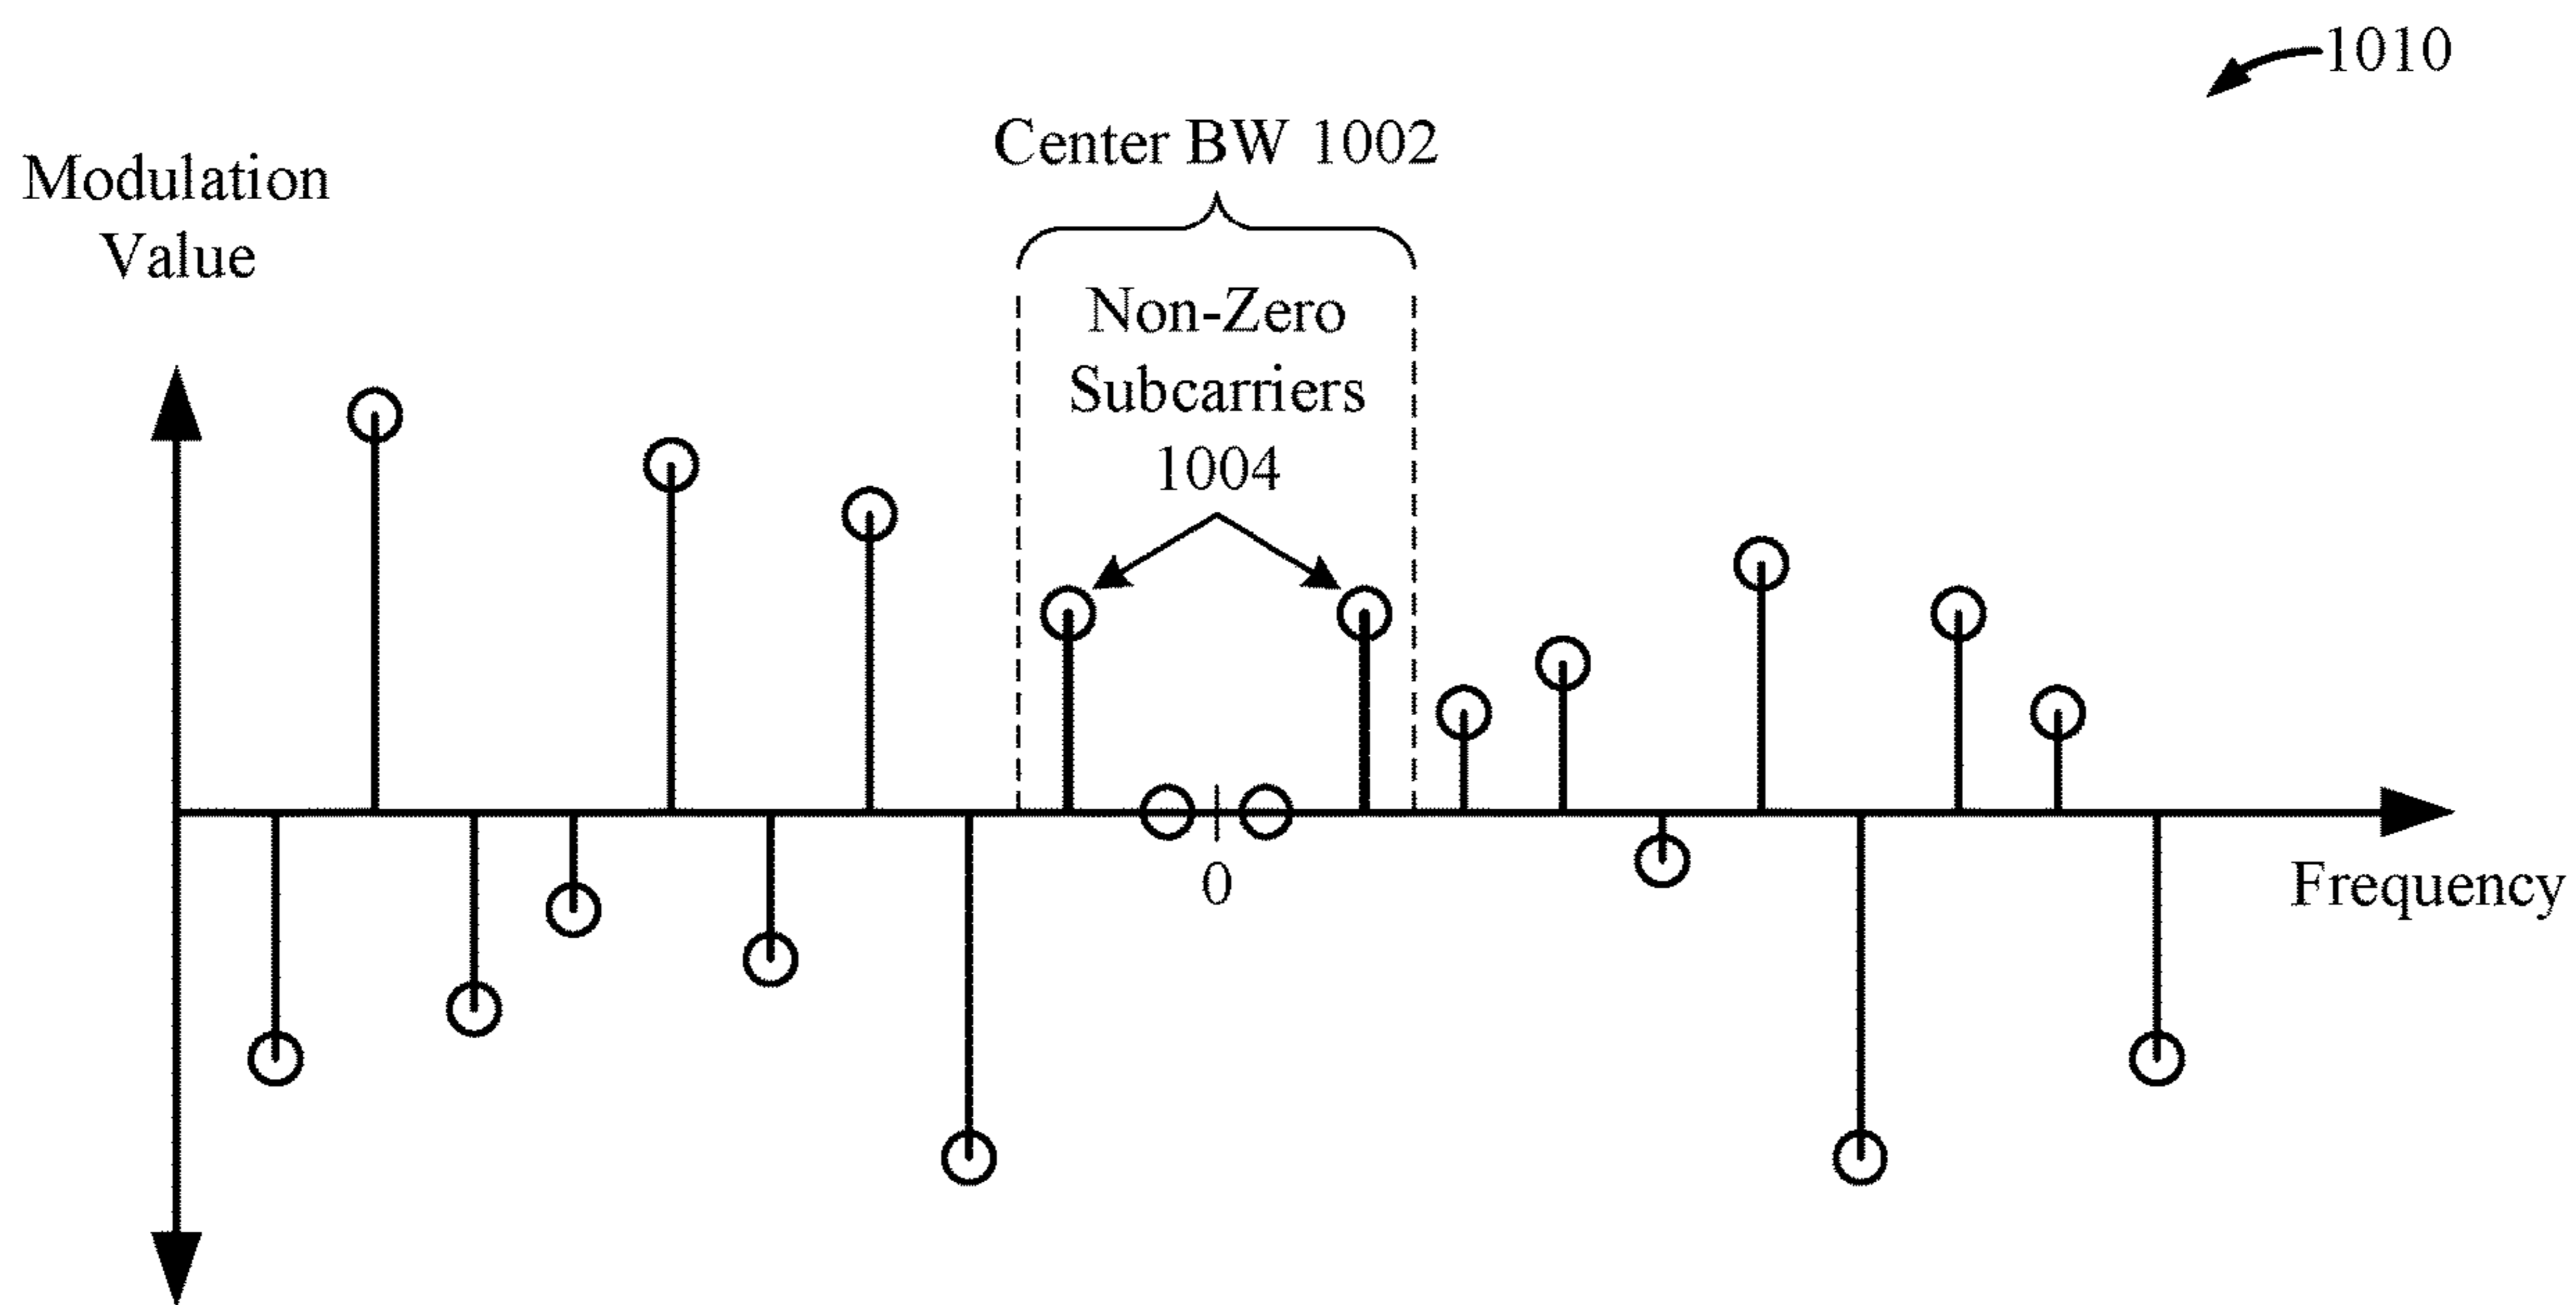 1010
Center BW 1002
Modulation
Value
Non-Zero
Subcarriers
1004
0
Frequency